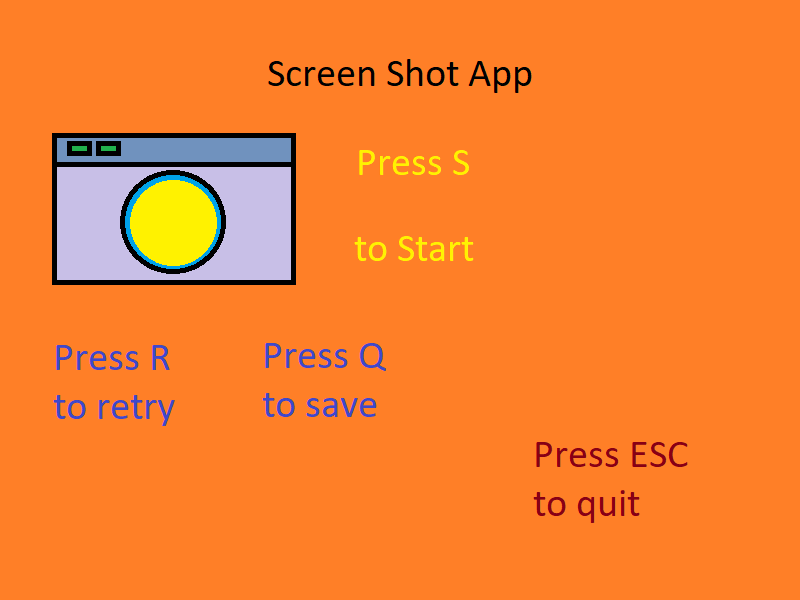 Screen Shot App
Press S
to Start
Press R
to retry
Press Q
to save
Press ESC
to quit